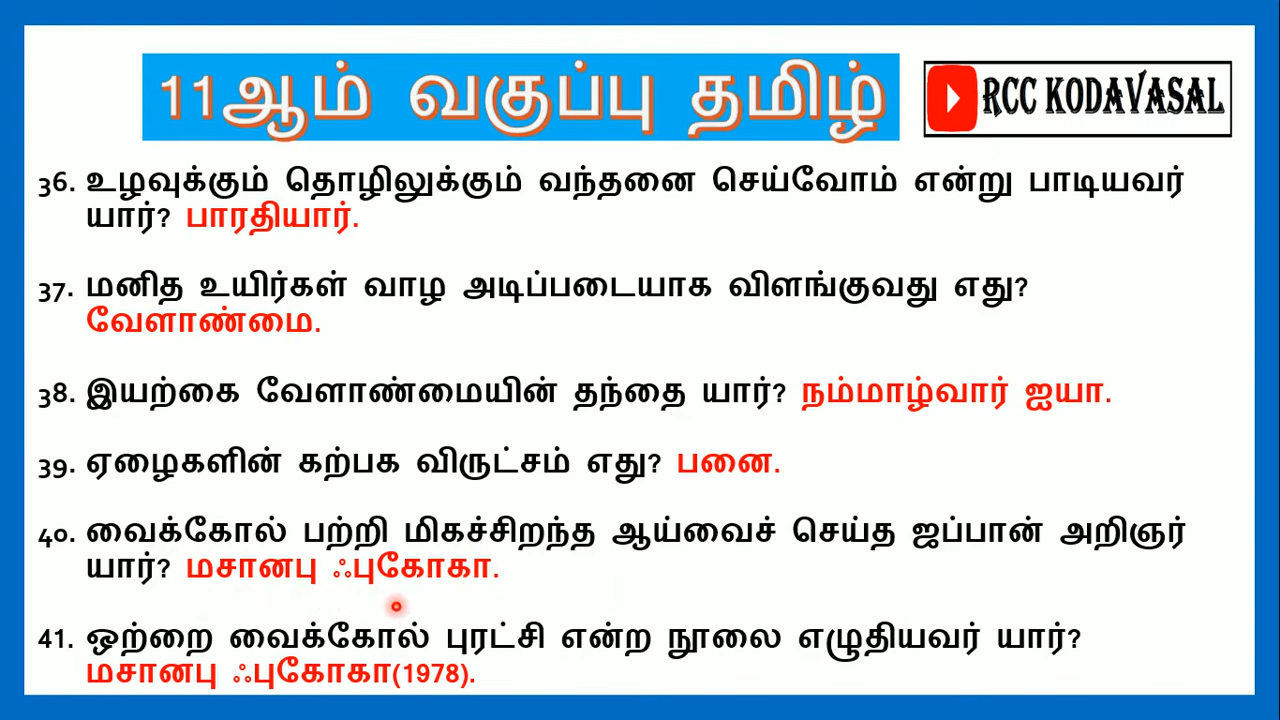 11ஆம் வகுப்பு தமிழ்
RCC KODAVASAL
36. உழவுக்கும் தொழிலுக்கும் வந்தனை செய்வோம் என்று பாடியவர்
யார்? பாரதியார்.
37. மனித உயிர்கள் வாழ அடிப்படையாக விளங்குவது எது?
வேளாண்மை.
38. இயற்கை வேளாண்மையின் தந்தை யார்? நம்மாழ்வார் ஐயா.
39. ஏழைகளின் கற்பக விருட்சம் எது? பனை.
40. வைக்கோல் பற்றி மிகச்சிறந்த ஆய்வைச் செய்த ஜப்பான் அறிஞர்
யார்? மசானபு ஃபுகோகா.
41. ஒற்றை வைக்கோல் புரட்சி என்ற நூலை எழுதியவர் யார்?
மசானபு ஃபுகோகா(1978).